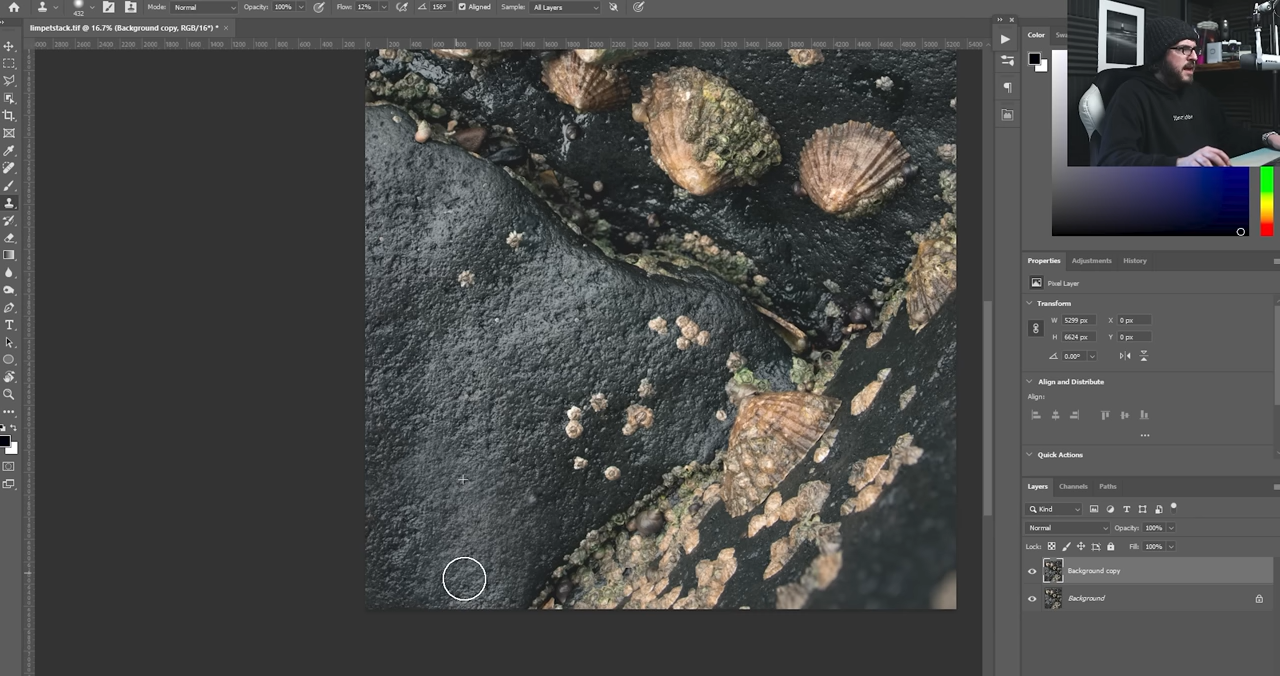 432
Mode: Normal
Opacity: 100%
Flow: 12%
156°
Aligned
Sample: All Layers
limpetstack.tif @ 16.7% (Background copy, RGB/16*) *
Color
Properties
Adjustments
History
Pixel Layer
Transform
W 5299 px
X 0 px
H 6624 px
Y 0 px
0.00°
Align and Distribute
Align:
Quick Actions
Layers
Channels
Paths
Kind
Normal
Opacity: 100%
Lock:
Fill: 100%
Background copy
Background